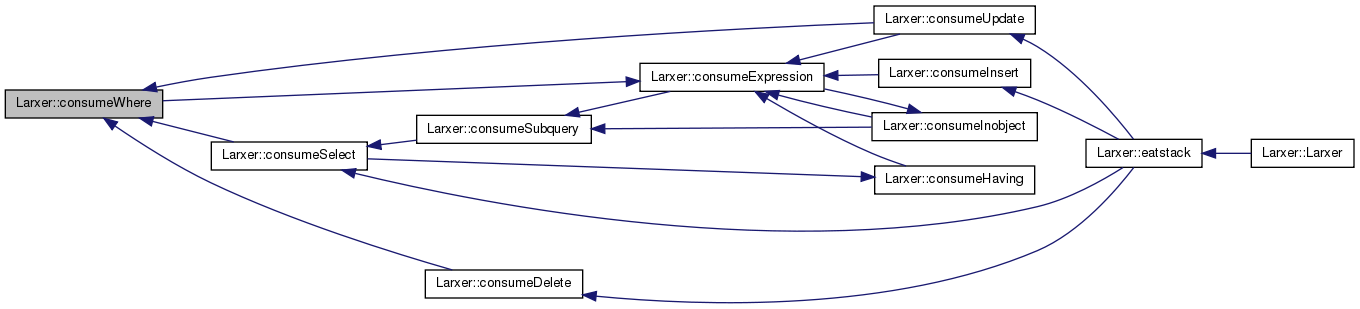 Larxer::consumeUpdate
Larxer::consumeExpression
Larxer::consumeInsert
Larxer::consumeWhere
Larxer::consumeSubquery
Larxer::consumeInobject
Larxer::consumeSelect
Larxer::eatstack
Larxer::Larxer
Larxer::consumeHaving
Larxer::consumeDelete